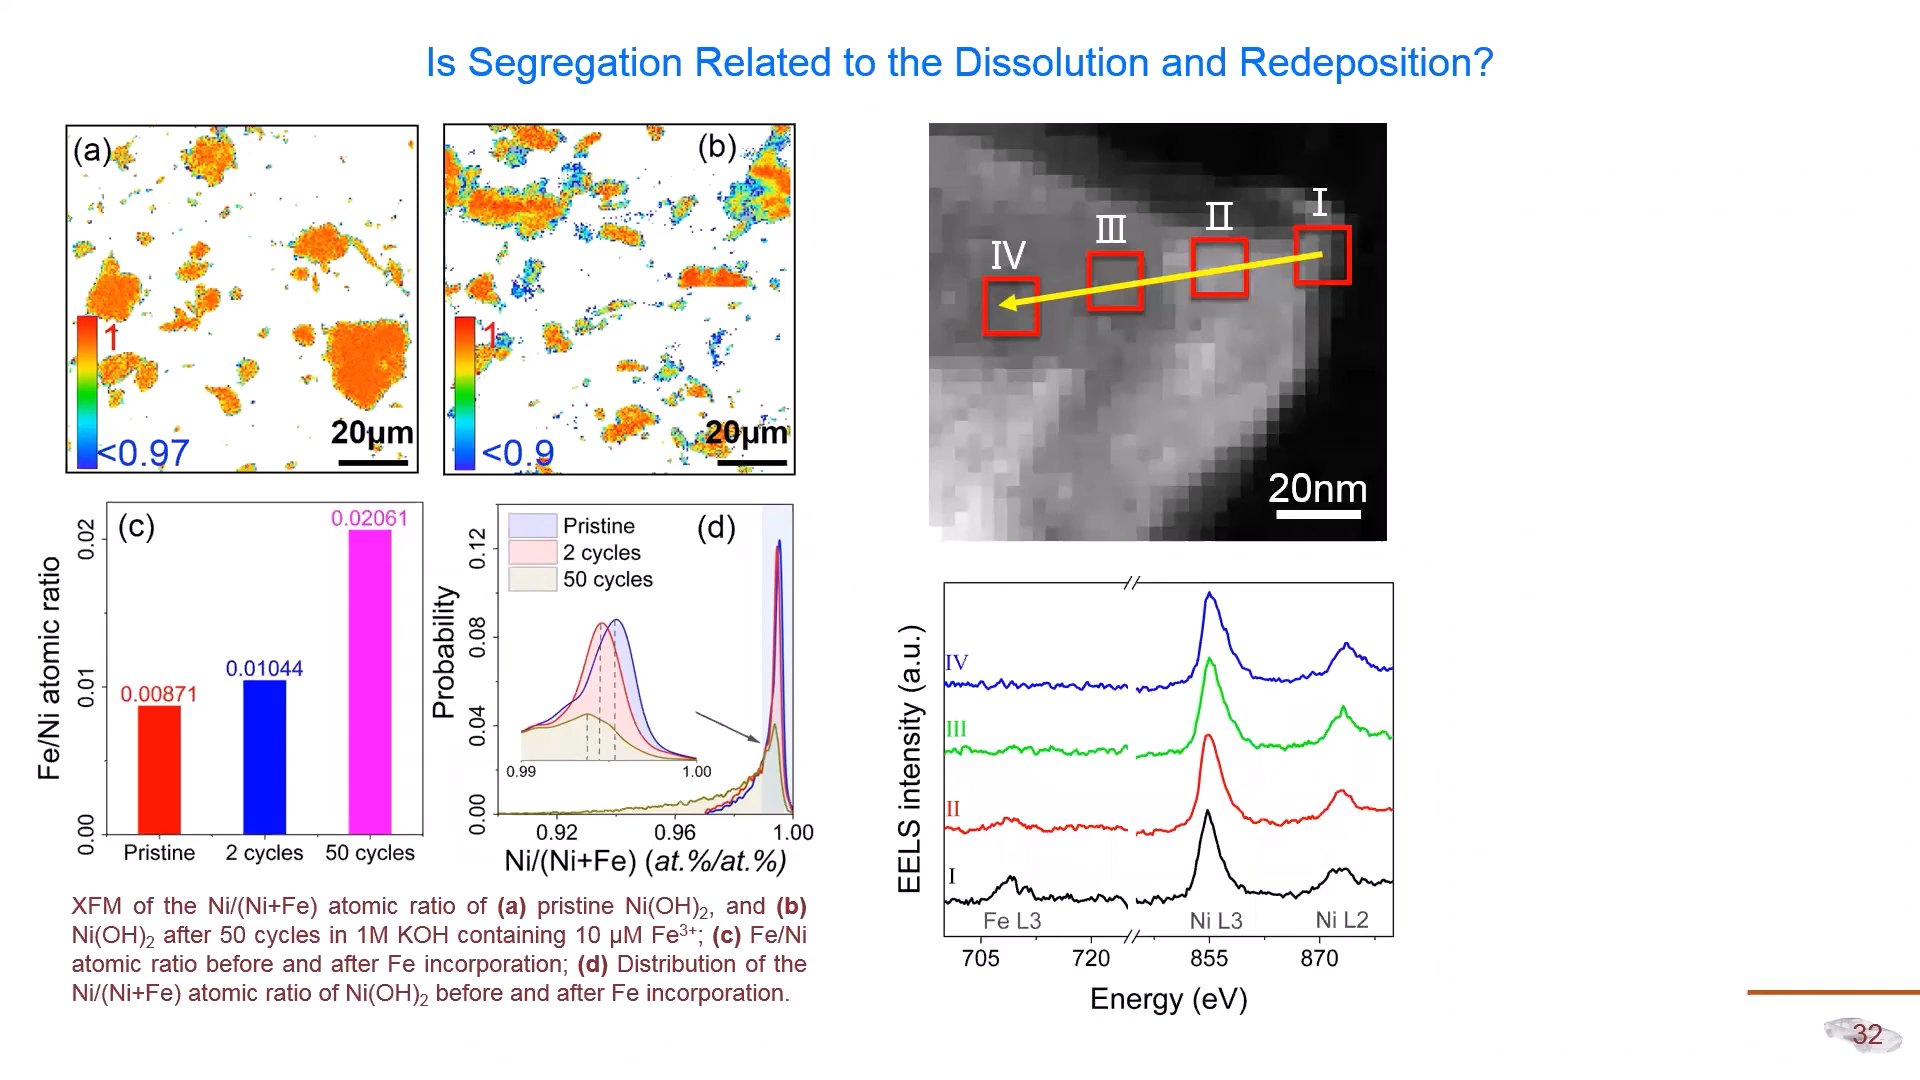 Is Segregation Related to the Dissolution and Redeposition?
(a)
1
<0.97
20µm
(b)
1
<0.9
20µm
I
II
III
IV
20nm
(c)
Fe/Ni atomic ratio
0.02
0.01
0.00
0.00871
0.01044
0.02061
Pristine
2 cycles
50 cycles
(d)
Pristine
2 cycles
50 cycles
Probability
0.12
0.08
0.04
0.00
0.99
1.00
0.92
0.96
1.00
Ni/(Ni+Fe) (at.%/at.%)
EELS intensity (a.u.)
IV
III
II
I
Fe L3
Ni L3
Ni L2
705
720
855
870
Energy (eV)
XFM of the Ni/(Ni+Fe) atomic ratio of (a) pristine Ni(OH)₂, and (b)
Ni(OH)₂ after 50 cycles in 1M KOH containing 10 µM Fe³⁺; (c) Fe/Ni
atomic ratio before and after Fe incorporation; (d) Distribution of the
Ni/(Ni+Fe) atomic ratio of Ni(OH)₂ before and after Fe incorporation.
32